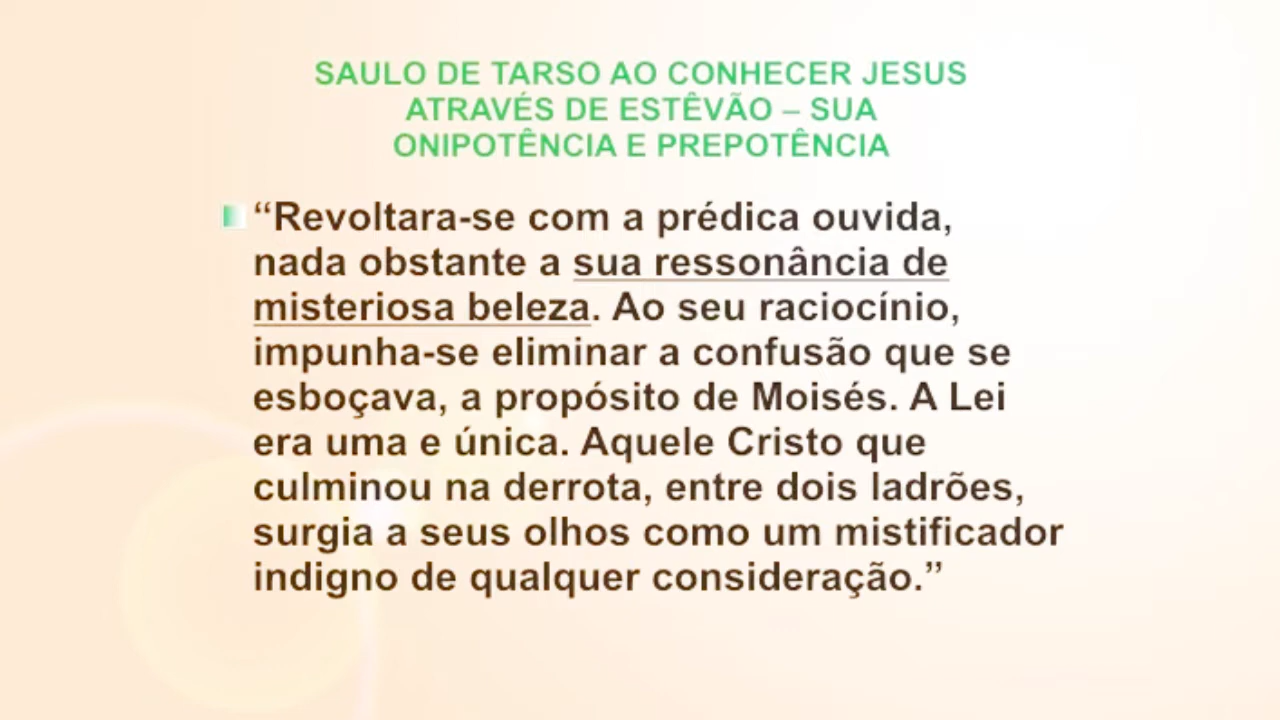 SAULO DE TARSO AO CONHECER JESUS
ATRAVÉS DE ESTÊVÃO – SUA
ONIPOTÊNCIA E PREPOTÊNCIA
“Revoltara-se com a prédica ouvida,
nada obstante a sua ressonância de
misteriosa beleza. Ao seu raciocínio,
impunha-se eliminar a confusão que se
esboçava, a propósito de Moisés. A Lei
era uma e única. Aquele Cristo que
culminou na derrota, entre dois ladrões,
surgia a seus olhos como um mistificador
indigno de qualquer consideração.”